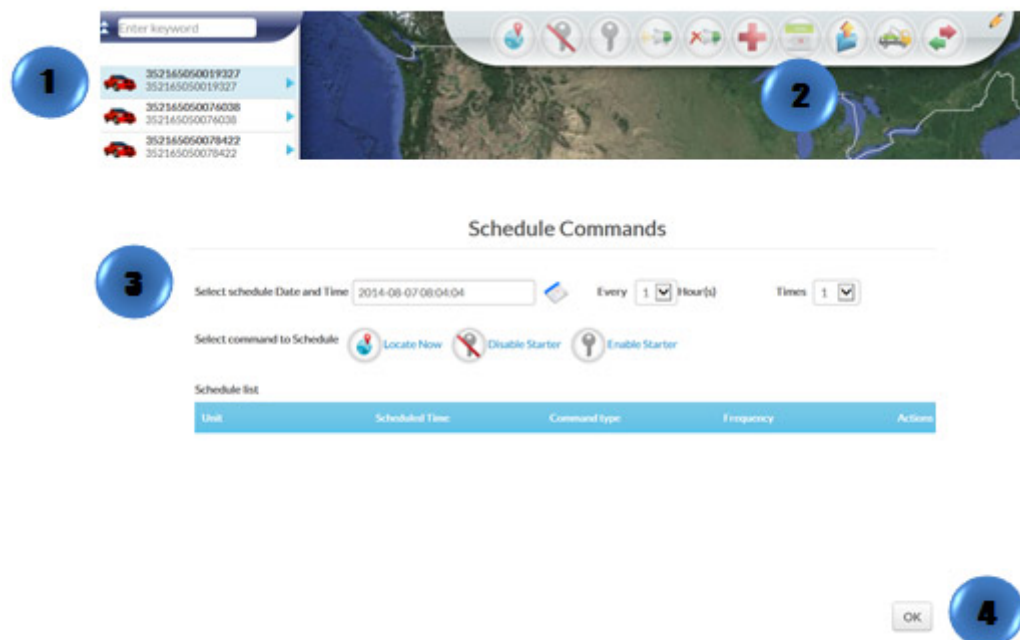 Enter keyword
1
352165050019327
352165050019327
352165050076038
352165050076038
352165050078422
352165050078422
2
Schedule Commands
3
Select schedule Date and Time 2014-08-07 08:04:04 Every 1 Hour(s) Times 1
Select command to Schedule Locate Now Disable Starter Enable Starter
Schedule list
Unit Scheduled Time Command type Frequency Actions
OK
4